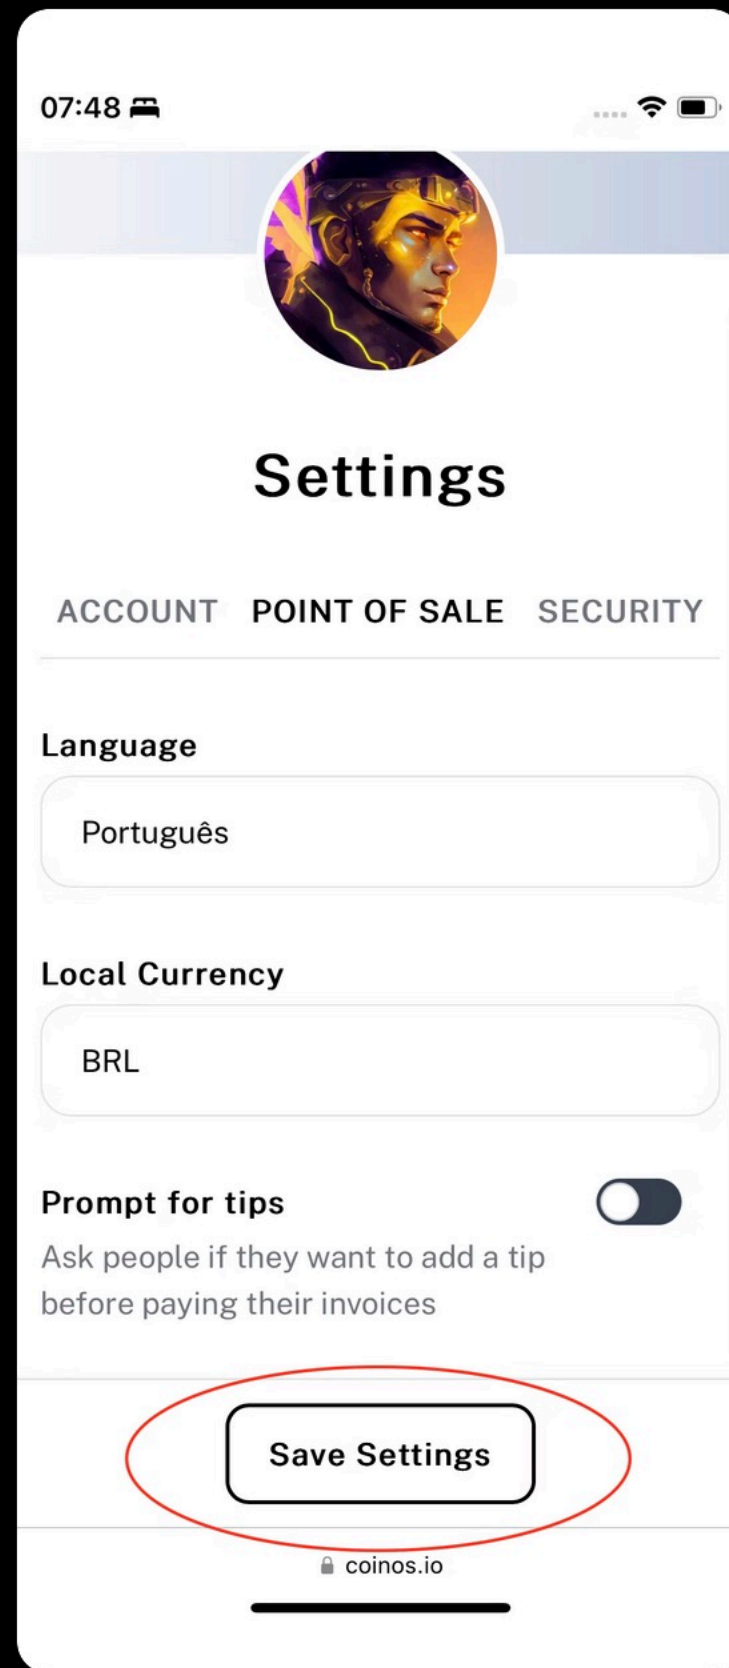 07:48
Settings
ACCOUNT POINT OF SALE SECURITY
Language
Português
Local Currency
BRL
Prompt for tips
Ask people if they want to add a tip
before paying their invoices
Save Settings
coinos.io